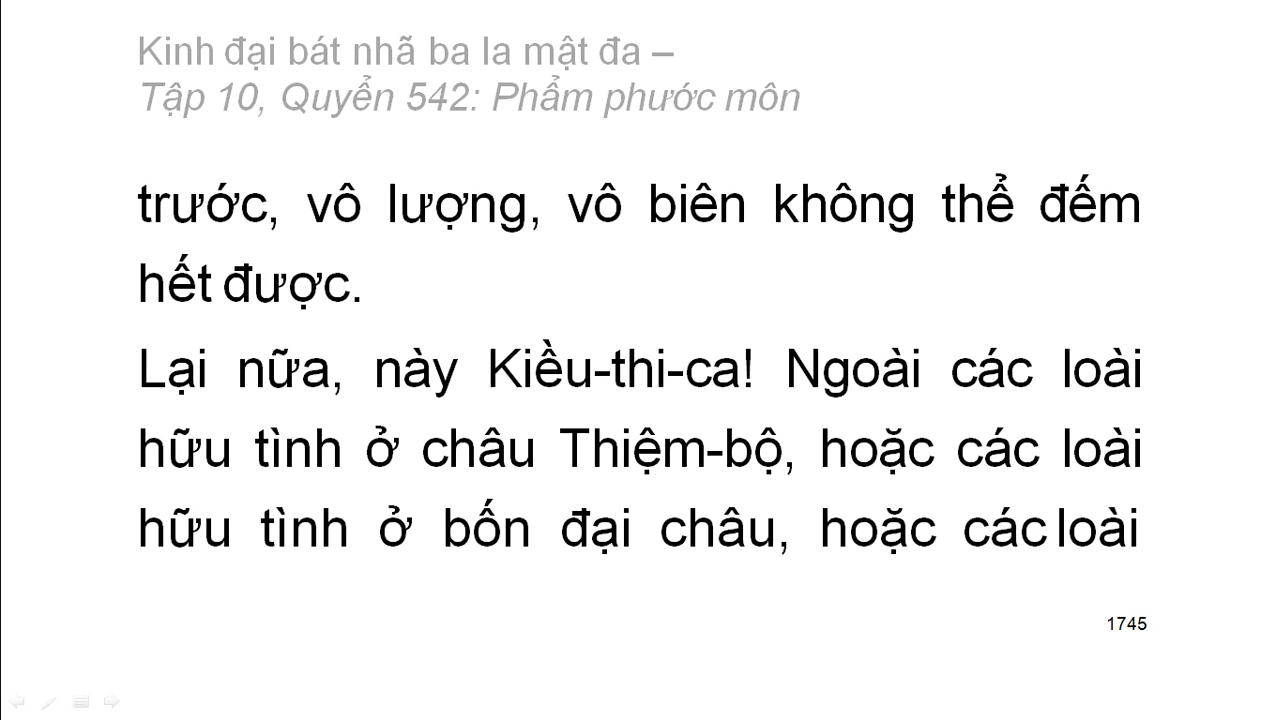 Kinh đại bát nhã ba la mật đa –
Tập 10, Quyển 542: Phẩm phước môn
trước, vô lượng, vô biên không thể đếm
hết được.
Lại nữa, này Kiều-thi-ca! Ngoài các loài
hữu tình ở châu Thiệm-bộ, hoặc các loài
hữu tình ở bốn đại châu, hoặc các loài
1745